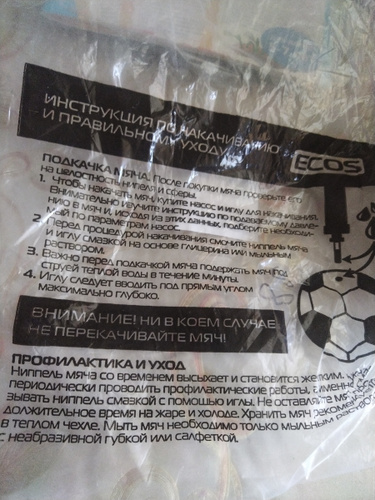 ИНСТРУКЦИЯ ПО НАКАЧИВАНИЮ
И ПРАВИЛЬНОМУ УХОДУ
ECOS
ПОДКАЧКА МЯЧА: После покупки мяча проверьте его
на целостность нипеля и сферы.
1. Чтобы накачать мяч купите насос и иглу для накачивания.
Внимательно изучите инструкцию по подаваемому давле-
нию в мяч и, исходя из этих данных, подберите необходи-
мый по параметрам насос.
2. Перед процедурой накачивания смочите ниппель мяча
и иглу смазкой на основе глицерина или мыльным
раствором.
3. Важно перед подкачкой мяча подержать мяч под
струей теплой воды в течение минуты.
4. Иглу следует вводить под прямым углом
максимально глубоко.
8
ВНИМАНИЕ! НИ В КОЕМ СЛУЧАЕ
НЕ ПЕРЕКАЧИВАЙТЕ МЯЧ!
ПРОФИЛАКТИКА И УХОД
Ниппель мяча со временем высыхает и становится жестким.
периодически проводить профилактические работы, а именно
зывать ниппель смазкой с помощью иглы. Не оставляйте мяч
должительное время на жаре и холоде. Хранить мяч
в теплом чехле. Мыть мяч необходимо только мыльным
с неабразивной губкой или салфеткой.